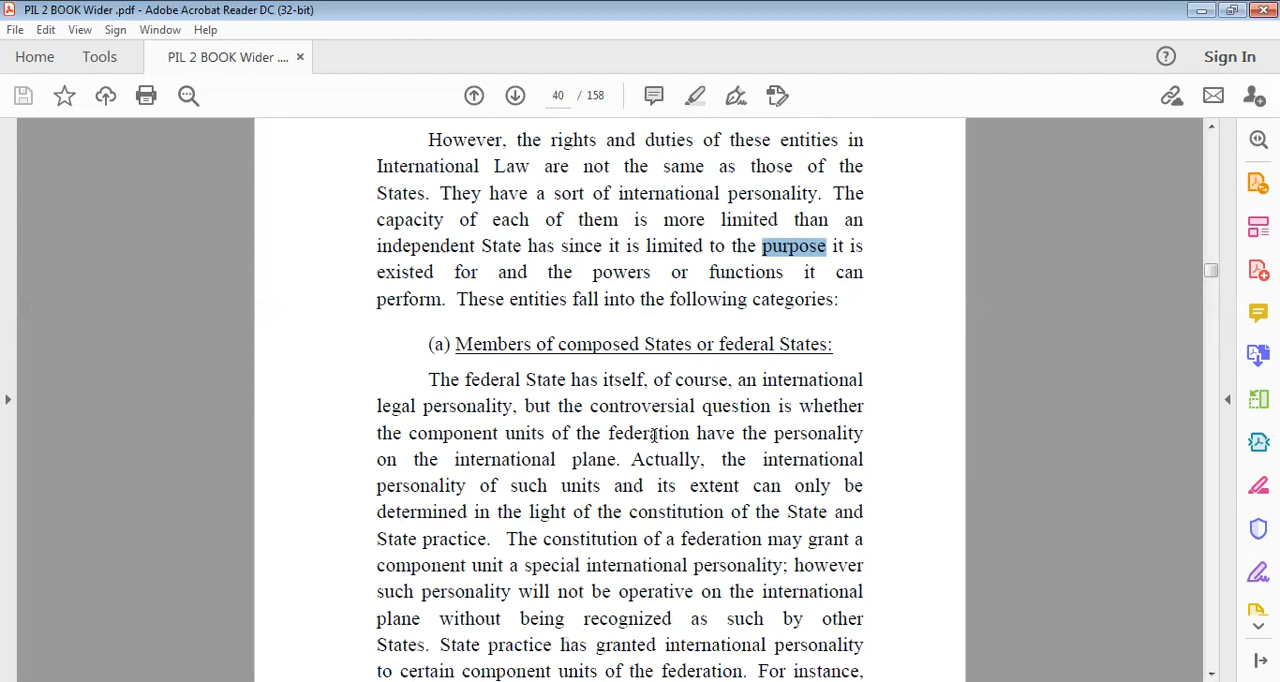 PIL 2 BOOK Wider .pdf - Adobe Acrobat Reader DC (32-bit)
File Edit View Sign Window Help
Home Tools PIL 2 BOOK Wider .... × Sign In
40 / 158
However, the rights and duties of these entities in
International Law are not the same as those of the
States. They have a sort of international personality. The
capacity of each of them is more limited than an
independent State has since it is limited to the purpose it is
existed for and the powers or functions it can
perform. These entities fall into the following categories:
(a) Members of composed States or federal States:
The federal State has itself, of course, an international
legal personality, but the controversial question is whether
the component units of the federation have the personality
on the international plane. Actually, the international
personality of such units and its extent can only be
determined in the light of the constitution of the State and
State practice. The constitution of a federation may grant a
component unit a special international personality; however
such personality will not be operative on the international
plane without being recognized as such by other
States. State practice has granted international personality
to certain component units of the federation. For instance,